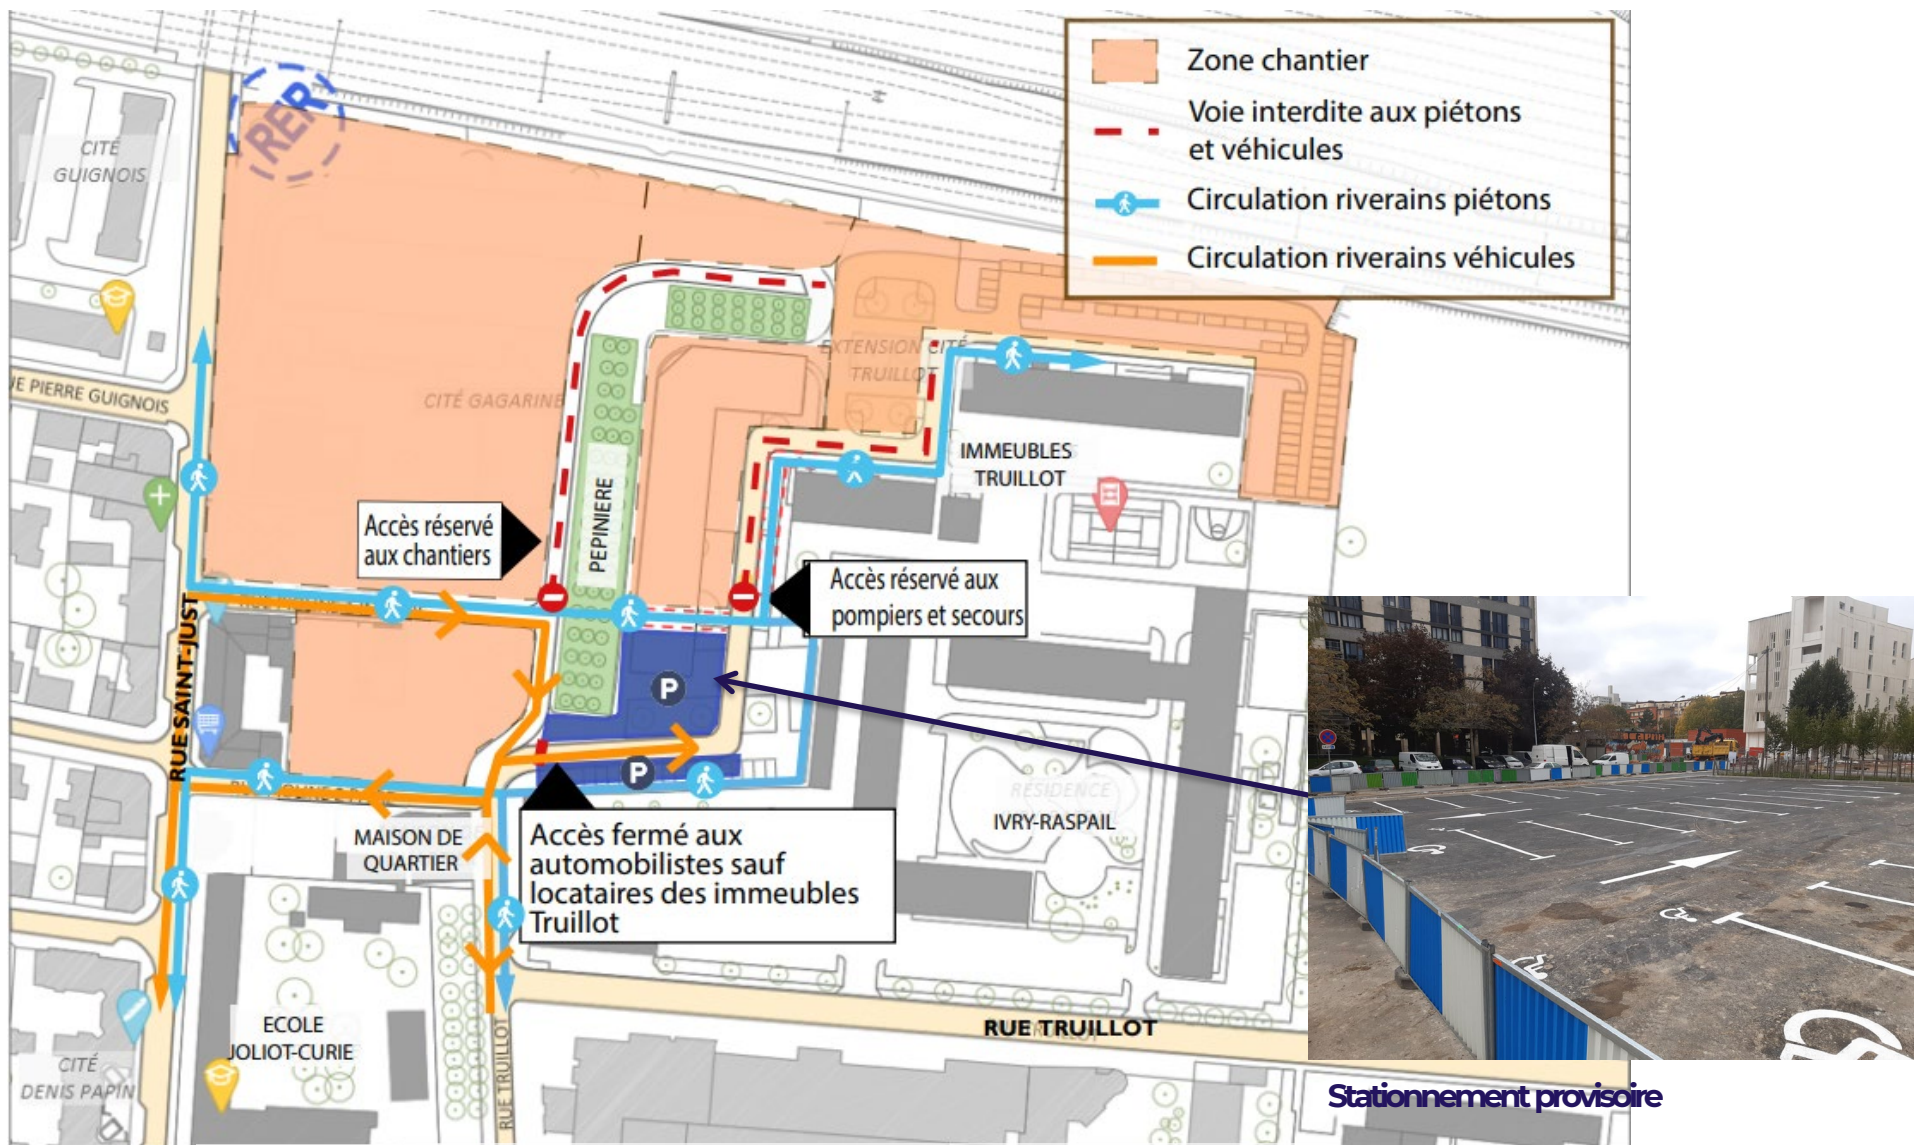 Zone chantier
Voie interdite aux piétons
et véhicules
Circulation riverains piétons
Circulation riverains véhicules
RER
CITÉ
GUIGNOIS
UE PIERRE GUIGNOIS
CITÉ GAGARINE
EXTENSION CITÉ
TRUILLOT
IMMEUBLES
TRUILLOT
PEPINIERE
Accès réservé
aux chantiers
Accès réservé aux
pompiers et secours
RUE SAINT-JUST
P
P
RÉSIDENCE
IVRY-RASPAIL
MAISON DE
QUARTIER
Accès fermé aux
automobilistes sauf
locataires des immeubles
Truillot
ECOLE
JOLIOT-CURIE
CITÉ
DENIS PAPIN
RUE TRUILLOT
RUE TRUILLOT
Stationnement provisoire